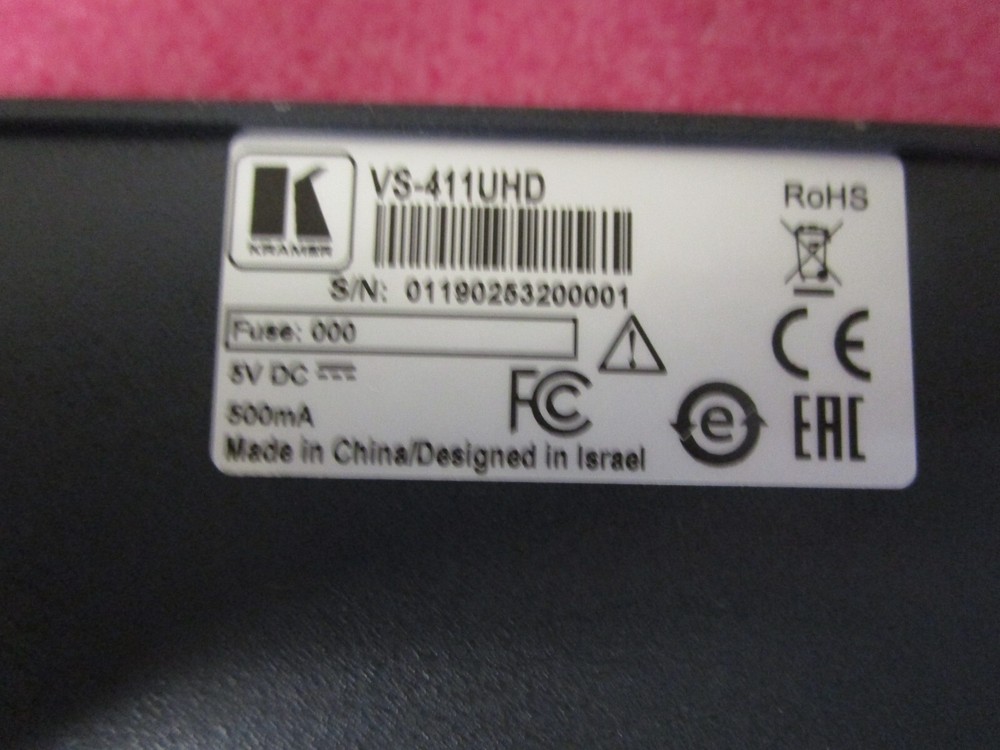 K
KRAMER
VS-411UHD
S/N: 01190253200001
Fuse: 000
5V DC
500mA
Made in China/Designed in Israel
FC
RoHS
CE
e
EAC